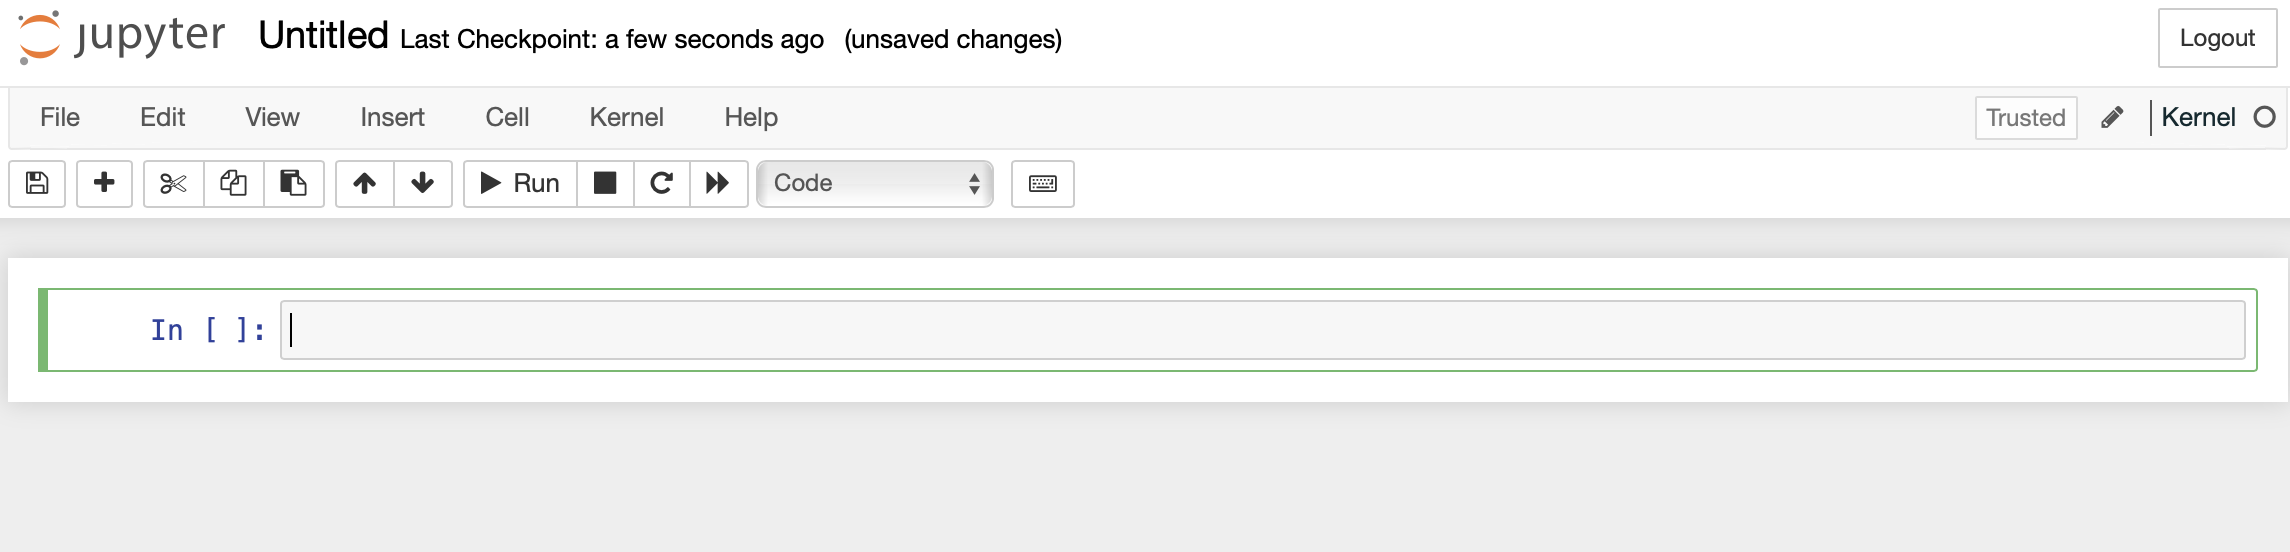 jupyter Untitled Last Checkpoint: a few seconds ago (unsaved changes) Logout
File Edit View Insert Cell Kernel Help Trusted Kernel
Run Code
In [ ]: